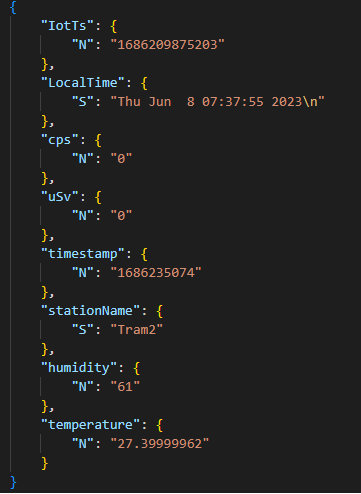 {
"IotTs": {
"N": "1686209875203"
},
"LocalTime": {
"S": "Thu Jun  8 07:37:55 2023\n"
},
"cps": {
"N": "0"
},
"uSv": {
"N": "0"
},
"timestamp": {
"N": "1686235074"
},
"stationName": {
"S": "Tram2"
},
"humidity": {
"N": "61"
},
"temperature": {
"N": "27.39999962"
}
}